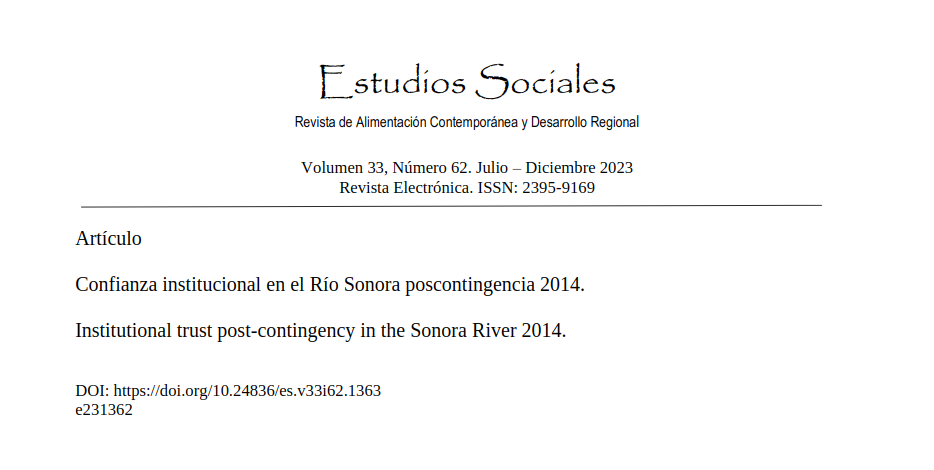 Estudios Sociales
Revista de Alimentación Contemporánea y Desarrollo Regional
Volumen 33, Número 62. Julio – Diciembre 2023
Revista Electrónica. ISSN: 2395-9169
Artículo
Confianza institucional en el Río Sonora poscontingencia 2014.
Institutional trust post-contingency in the Sonora River 2014.
DOI: https://doi.org/10.24836/es.v33i62.1363
e231362